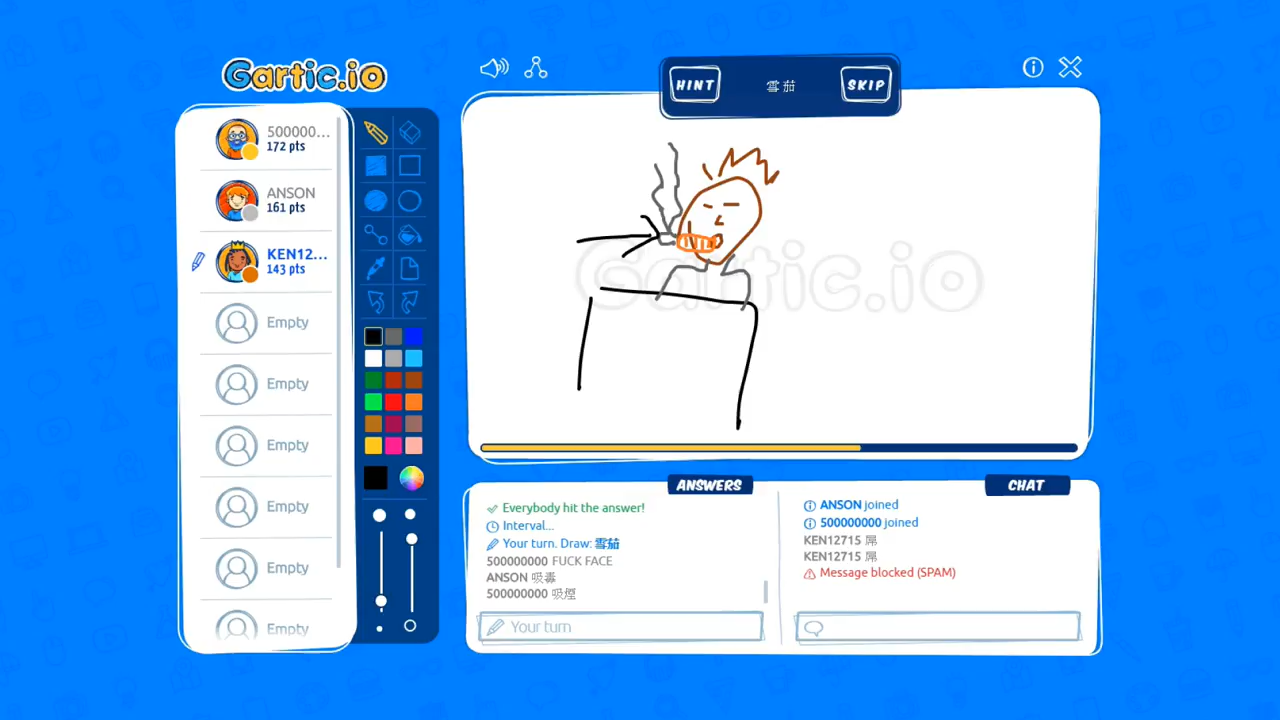 Gartic.io
HINT
雪茄
SKIP
500000...
172 pts
ANSON
161 pts
KEN12...
143 pts
Empty
Empty
Empty
Empty
Empty
Empty
Gartic.io
ANSWERS
Everybody hit the answer!
Interval...
Your turn. Draw: 雪茄
500000000 FUCK FACE
ANSON 吸毒
500000000 吸煙
Your turn
CHAT
ANSON joined
500000000 joined
KEN12715 屌
KEN12715 屌
Message blocked (SPAM)